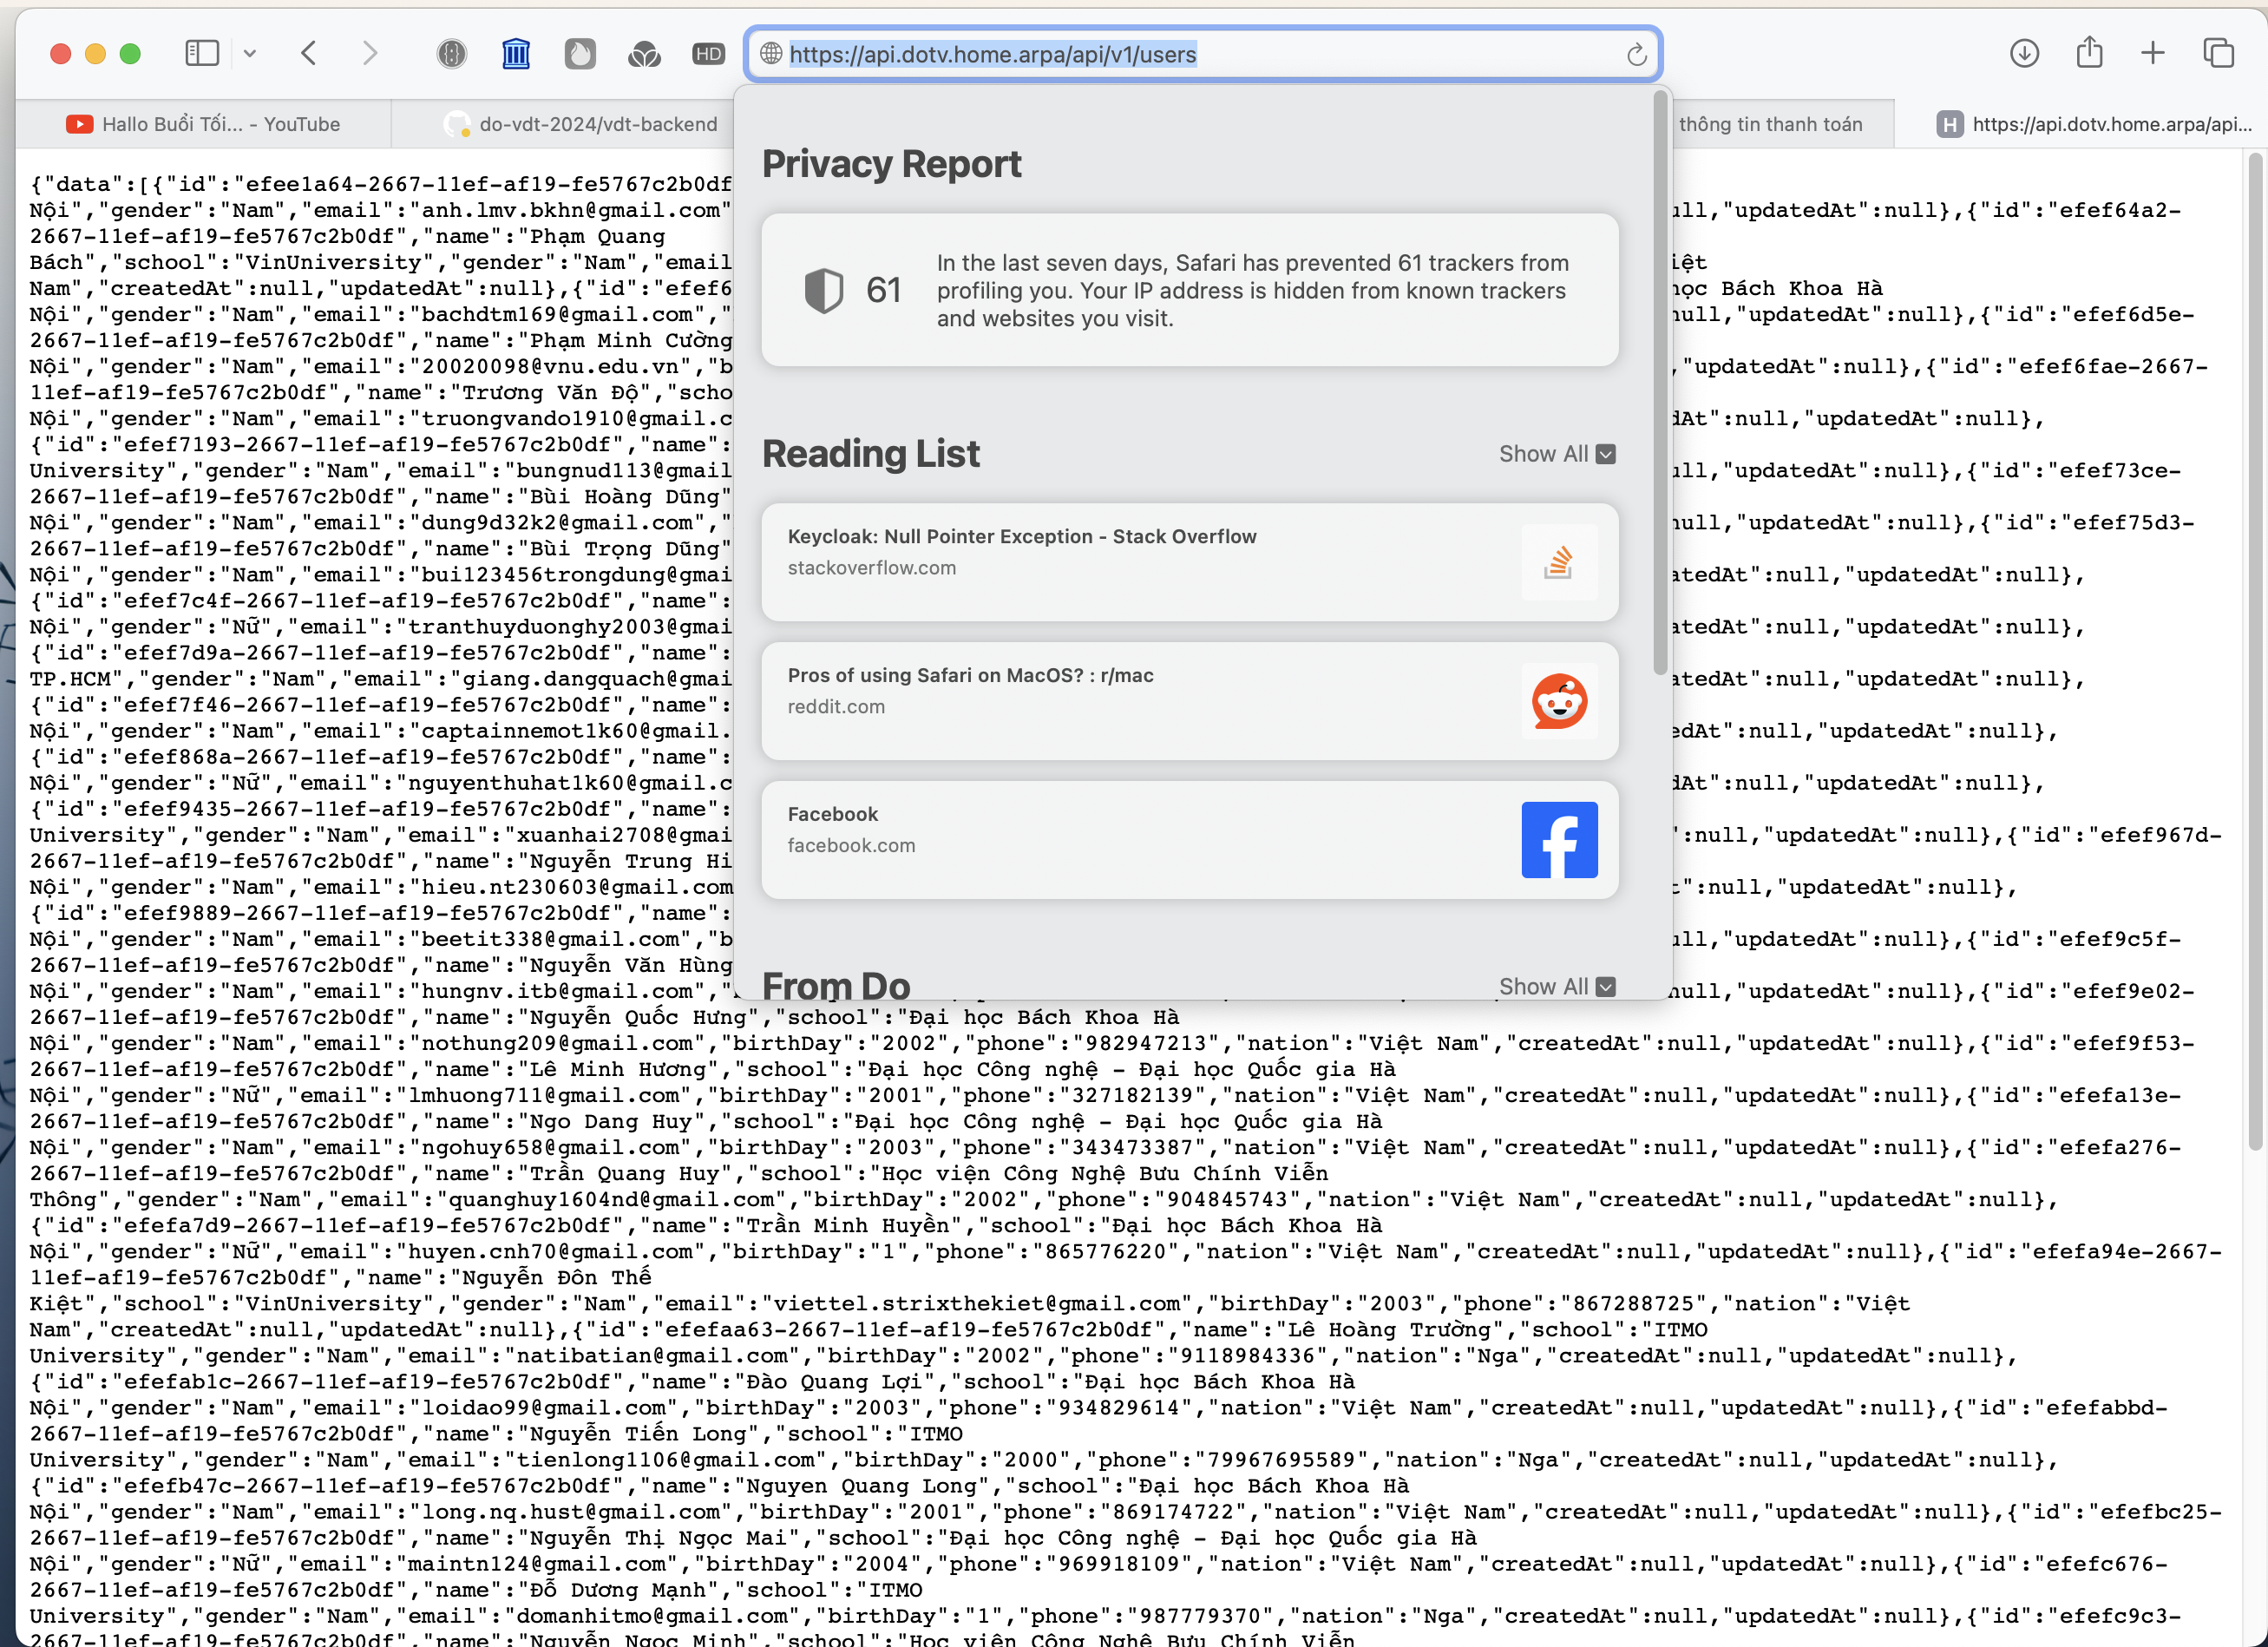 https://api.dotv.home.arpa/api/v1/users
Hallo Buổi Tối... - YouTube
do-vdt-2024/vdt-backend
thông tin thanh toán
H https://api.dotv.home.arpa/api...
Privacy Report
61
In the last seven days, Safari has prevented 61 trackers from
profiling you. Your IP address is hidden from known trackers
and websites you visit.
Reading List
Show All
Keycloak: Null Pointer Exception - Stack Overflow
stackoverflow.com
Pros of using Safari on MacOS? : r/mac
reddit.com
Facebook
facebook.com
From Do
Show All
{"data":[{"id":"efee1a64-2667-11ef-af19-fe5767c2b0df
Nội","gender":"Nam","email":"anh.lmv.bkhn@gmail.com" ull,"updatedAt":null},{"id":"efef64a2-
2667-11ef-af19-fe5767c2b0df","name":"Phạm Quang
Bách","school":"VinUniversity","gender":"Nam","email iệt
Nam","createdAt":null,"updatedAt":null},{"id":"efef6 ọc Bách Khoa Hà
Nội","gender":"Nam","email":"bachdtm169@gmail.com"," null,"updatedAt":null},{"id":"efef6d5e-
2667-11ef-af19-fe5767c2b0df","name":"Phạm Minh Cường
Nội","gender":"Nam","email":"20020098@vnu.edu.vn","b ,"updatedAt":null},{"id":"efef6fae-2667-
11ef-af19-fe5767c2b0df","name":"Trương Văn Độ","scho
Nội","gender":"Nam","email":"truongvando1910@gmail.c dAt":null,"updatedAt":null},
{"id":"efef7193-2667-11ef-af19-fe5767c2b0df","name":
University","gender":"Nam","email":"bungnud113@gmail ull,"updatedAt":null},{"id":"efef73ce-
2667-11ef-af19-fe5767c2b0df","name":"Bùi Hoàng Dũng"
Nội","gender":"Nam","email":"dung9d32k2@gmail.com"," null,"updatedAt":null},{"id":"efef75d3-
2667-11ef-af19-fe5767c2b0df","name":"Bùi Trọng Dũng"
Nội","gender":"Nam","email":"bui123456trongdung@gmai atedAt":null,"updatedAt":null},
{"id":"efef7c4f-2667-11ef-af19-fe5767c2b0df","name":
Nội","gender":"Nữ","email":"tranthuyduonghy2003@gmai atedAt":null,"updatedAt":null},
{"id":"efef7d9a-2667-11ef-af19-fe5767c2b0df","name":
TP.HCM","gender":"Nam","email":"giang.dangquach@gmai atedAt":null,"updatedAt":null},
{"id":"efef7f46-2667-11ef-af19-fe5767c2b0df","name":
Nội","gender":"Nam","email":"captainnemot1k60@gmail. edAt":null,"updatedAt":null},
{"id":"efef868a-2667-11ef-af19-fe5767c2b0df","name":
Nội","gender":"Nữ","email":"nguyenthuhat1k60@gmail.c dAt":null,"updatedAt":null},
{"id":"efef9435-2667-11ef-af19-fe5767c2b0df","name":
University","gender":"Nam","email":"xuanhai2708@gmai ":null,"updatedAt":null},{"id":"efef967d-
2667-11ef-af19-fe5767c2b0df","name":"Nguyễn Trung Hi
Nội","gender":"Nam","email":"hieu.nt230603@gmail.com t":null,"updatedAt":null},
{"id":"efef9889-2667-11ef-af19-fe5767c2b0df","name":
Nội","gender":"Nam","email":"beetit338@gmail.com","b ull,"updatedAt":null},{"id":"efef9c5f-
2667-11ef-af19-fe5767c2b0df","name":"Nguyễn Văn Hùng
Nội","gender":"Nam","email":"hungnv.itb@gmail.com"," null,"updatedAt":null},{"id":"efef9e02-
2667-11ef-af19-fe5767c2b0df","name":"Nguyễn Quốc Hưng","school":"Đại học Bách Khoa Hà
Nội","gender":"Nam","email":"nothung209@gmail.com","birthDay":"2002","phone":"982947213","nation":"Việt Nam","createdAt":null,"updatedAt":null},{"id":"efef9f53-
2667-11ef-af19-fe5767c2b0df","name":"Lê Minh Hương","school":"Đại học Công nghệ – Đại học Quốc gia Hà
Nội","gender":"Nữ","email":"lmhuong711@gmail.com","birthDay":"2001","phone":"327182139","nation":"Việt Nam","createdAt":null,"updatedAt":null},{"id":"efefa13e-
2667-11ef-af19-fe5767c2b0df","name":"Ngo Dang Huy","school":"Đại học Công nghệ – Đại học Quốc gia Hà
Nội","gender":"Nam","email":"ngohuy658@gmail.com","birthDay":"2003","phone":"343473387","nation":"Việt Nam","createdAt":null,"updatedAt":null},{"id":"efefa276-
2667-11ef-af19-fe5767c2b0df","name":"Trần Quang Huy","school":"Học viện Công Nghệ Bưu Chính Viễn
Thông","gender":"Nam","email":"quanghuy1604nd@gmail.com","birthDay":"2002","phone":"904845743","nation":"Việt Nam","createdAt":null,"updatedAt":null},
{"id":"efefa7d9-2667-11ef-af19-fe5767c2b0df","name":"Trần Minh Huyền","school":"Đại học Bách Khoa Hà
Nội","gender":"Nữ","email":"huyen.cnh70@gmail.com","birthDay":"1","phone":"865776220","nation":"Việt Nam","createdAt":null,"updatedAt":null},{"id":"efefa94e-2667-
11ef-af19-fe5767c2b0df","name":"Nguyễn Đôn Thế
Kiệt","school":"VinUniversity","gender":"Nam","email":"viettel.strixthekiet@gmail.com","birthDay":"2003","phone":"867288725","nation":"Việt
Nam","createdAt":null,"updatedAt":null},{"id":"efefaa63-2667-11ef-af19-fe5767c2b0df","name":"Lê Hoàng Trường","school":"ITMO
University","gender":"Nam","email":"natibatian@gmail.com","birthDay":"2002","phone":"9118984336","nation":"Nga","createdAt":null,"updatedAt":null},
{"id":"efefab1c-2667-11ef-af19-fe5767c2b0df","name":"Đào Quang Lợi","school":"Đại học Bách Khoa Hà
Nội","gender":"Nam","email":"loidao99@gmail.com","birthDay":"2003","phone":"934829614","nation":"Việt Nam","createdAt":null,"updatedAt":null},{"id":"efefabbd-
2667-11ef-af19-fe5767c2b0df","name":"Nguyễn Tiến Long","school":"ITMO
University","gender":"Nam","email":"tienlong1106@gmail.com","birthDay":"2000","phone":"79967695589","nation":"Nga","createdAt":null,"updatedAt":null},
{"id":"efefb47c-2667-11ef-af19-fe5767c2b0df","name":"Nguyen Quang Long","school":"Đại học Bách Khoa Hà
Nội","gender":"Nam","email":"long.nq.hust@gmail.com","birthDay":"2001","phone":"869174722","nation":"Việt Nam","createdAt":null,"updatedAt":null},{"id":"efefbc25-
2667-11ef-af19-fe5767c2b0df","name":"Nguyễn Thị Ngọc Mai","school":"Đại học Công nghệ – Đại học Quốc gia Hà
Nội","gender":"Nữ","email":"maintn124@gmail.com","birthDay":"2004","phone":"969918109","nation":"Việt Nam","createdAt":null,"updatedAt":null},{"id":"efefc676-
2667-11ef-af19-fe5767c2b0df","name":"Đỗ Dương Mạnh","school":"ITMO
University","gender":"Nam","email":"domanhitmo@gmail.com","birthDay":"1","phone":"987779370","nation":"Nga","createdAt":null,"updatedAt":null},{"id":"efefc9c3-
2667-11ef-af19-fe5767c2b0df","name":"Nguyễn Ngọc Minh","school":"Học viện Công Nghệ Bưu Chính Viễn